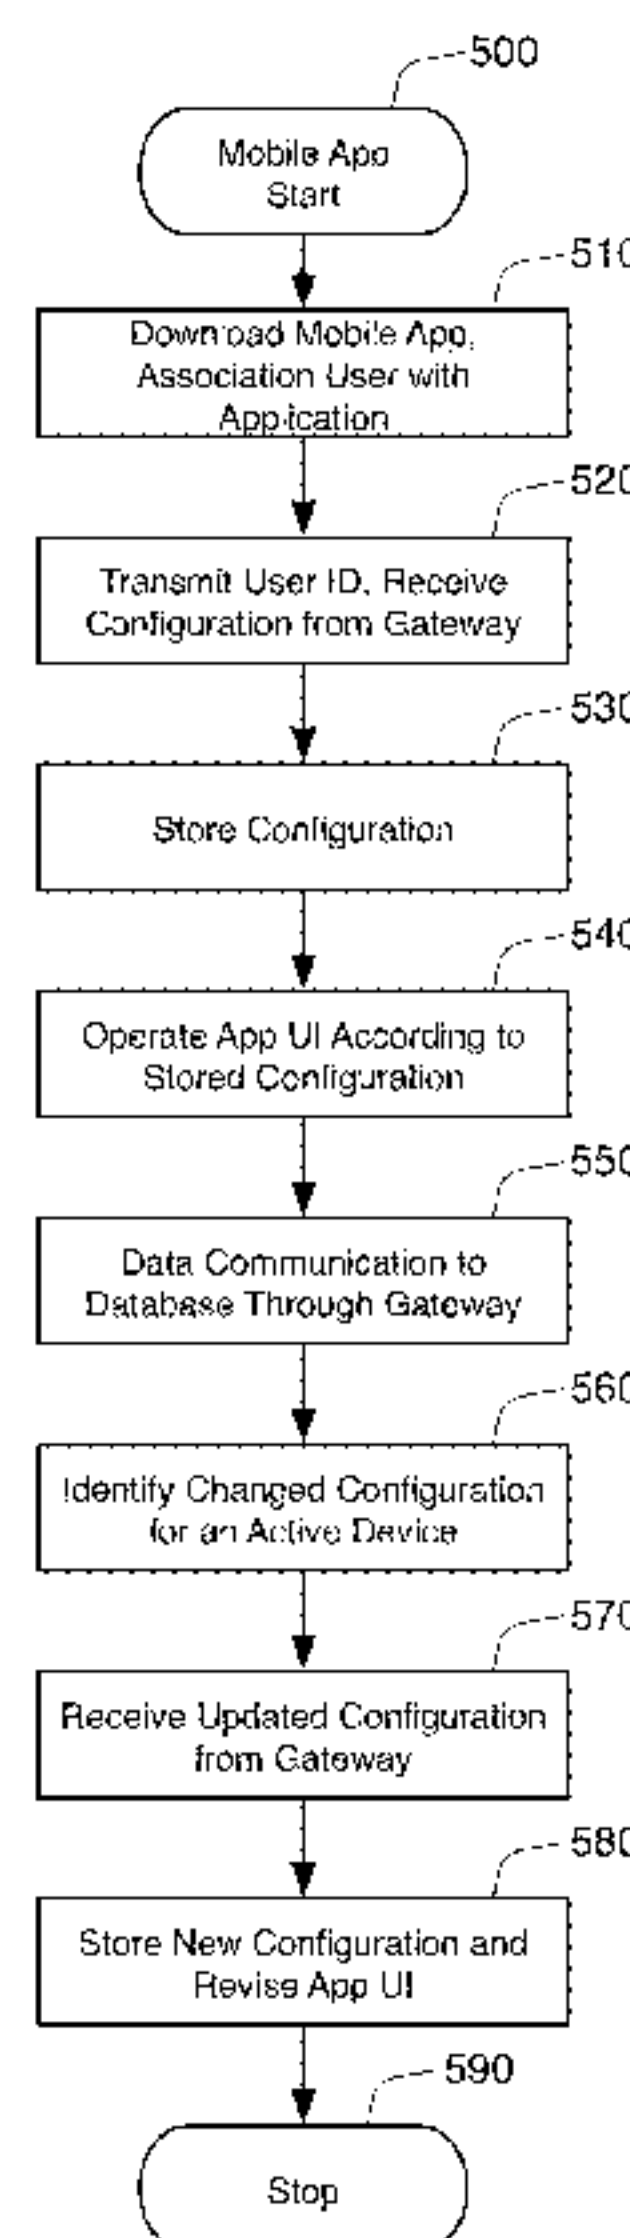 500
Mobile App
Start
510
Download Mobile App,
Association User with
Application
520
Transmit User ID, Receive
Configuration from Gateway
530
Store Configuration
540
Operate App UI According to
Stored Configuration
550
Data Communication to
Database Through Gateway
560
Identify Changed Configuration
for an Active Device
570
Receive Updated Configuration
from Gateway
580
Store New Configuration and
Revise App UI
590
Stop